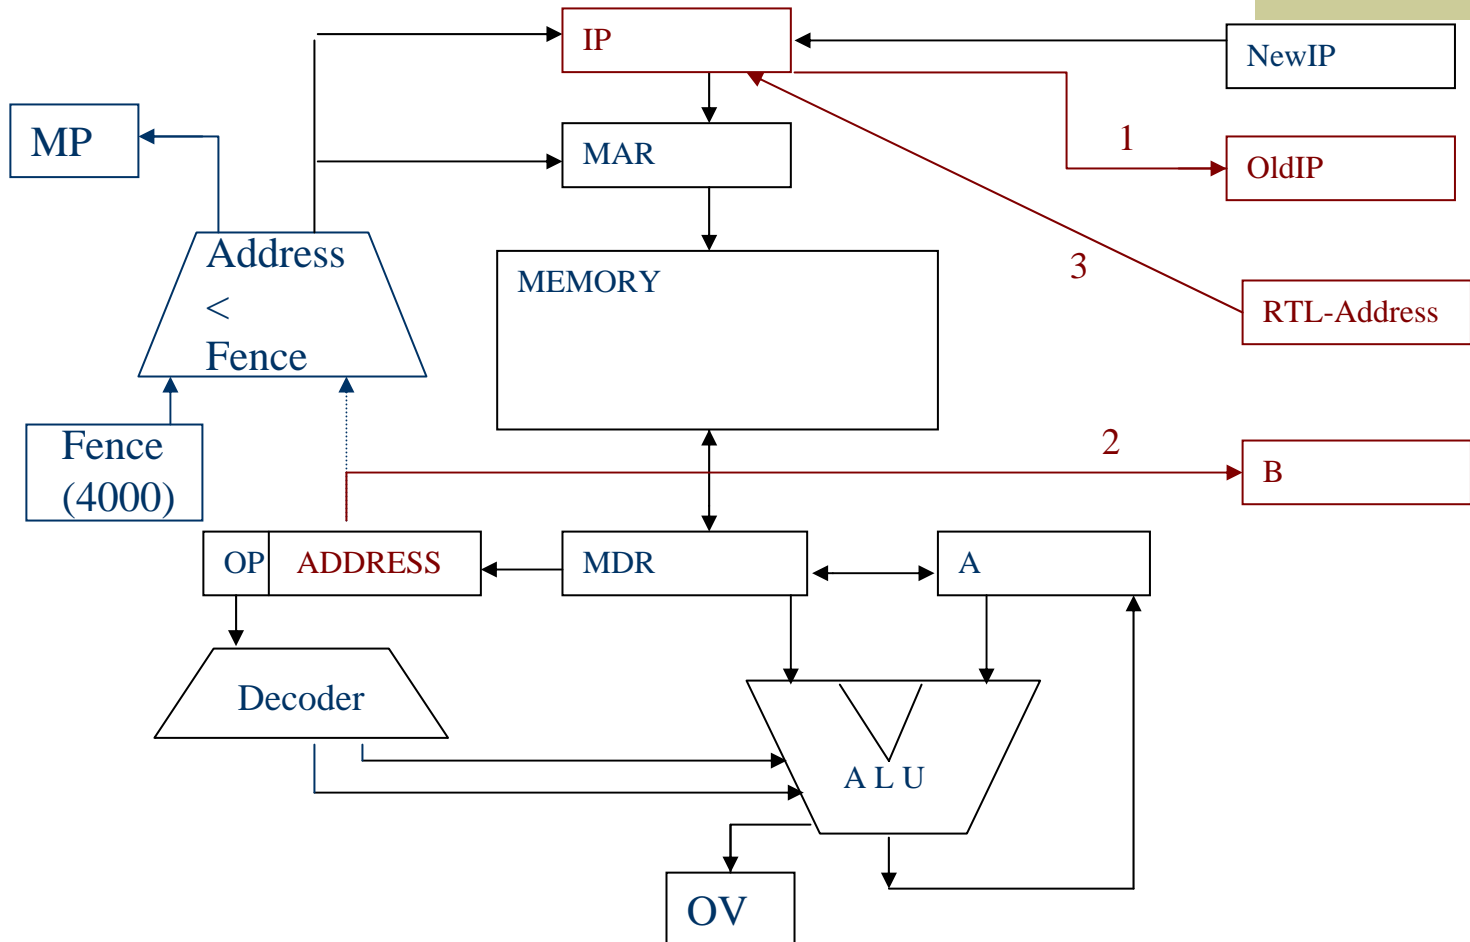 IP
NewIP
MP
MAR
1
OldIP
Address
<
Fence
MEMORY
3
RTL-Address
Fence
(4000)
2
B
OP
ADDRESS
MDR
A
Decoder
A L U
OV